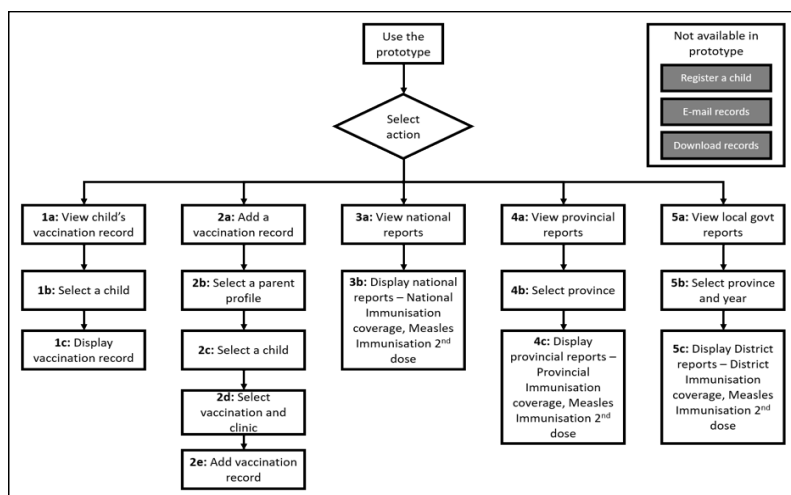 Use the
prototype
Not available in
prototype
Register a child
E-mail records
Download records
Select
action
1a: View child's
vaccination record
2a: Add a
vaccination record
3a: View national
reports
4a: View provincial
reports
5a: View local govt
reports
1b: Select a child
2b: Select a parent
profile
3b: Display national
reports – National
Immunisation
coverage, Measles
Immunisation 2nd
dose
4b: Select province
5b: Select province
and year
1c: Display
vaccination record
2c: Select a child
4c: Display
provincial reports –
Provincial
Immunisation
coverage, Measles
Immunisation 2nd
dose
5c: Display District
reports – District
Immunisation
coverage, Measles
Immunisation 2nd
dose
2d: Select
vaccination and
clinic
2e: Add vaccination
record